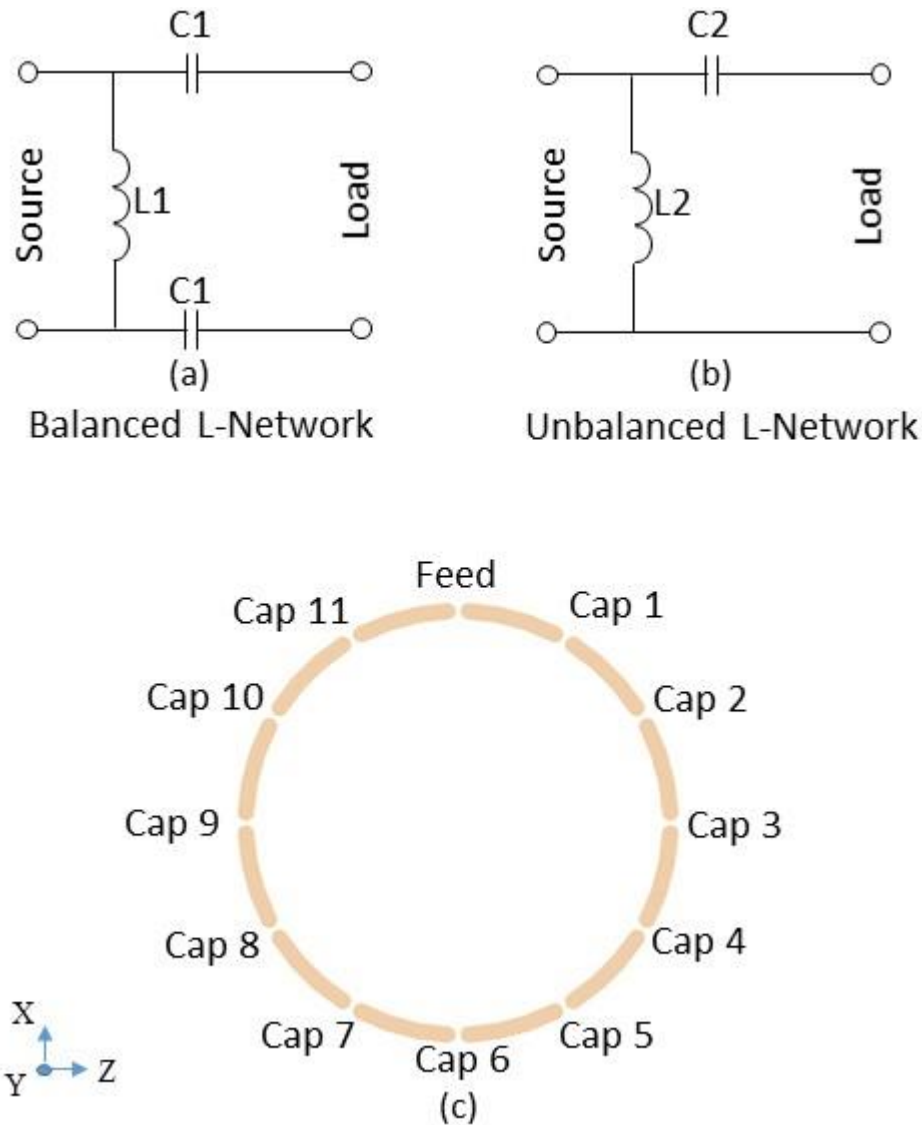 C1
C2
Source
L1
Load
Source
L2
Load
C1
(a)
(b)
Balanced L-Network
Unbalanced L-Network
Feed
Cap 11
Cap 1
Cap 10
Cap 2
Cap 9
Cap 3
Cap 8
Cap 4
Cap 7
Cap 5
Cap 6
X
Y
Z
(c)